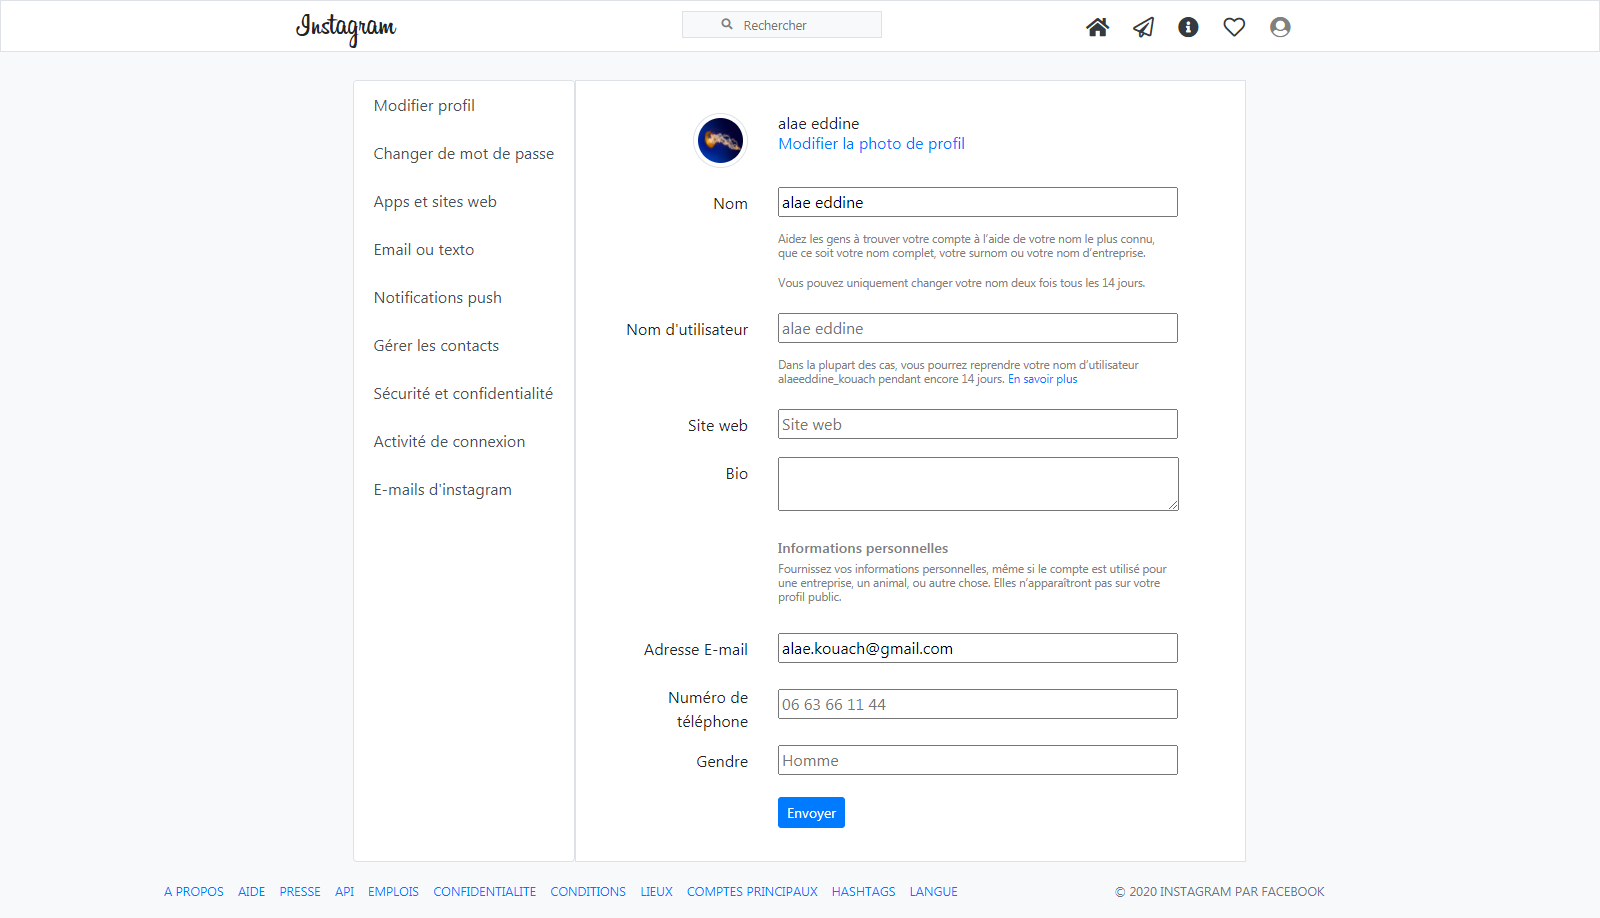 Instagram
Rechercher
Modifier profil
Changer de mot de passe
Apps et sites web
Email ou texto
Notifications push
Gérer les contacts
Sécurité et confidentialité
Activité de connexion
E-mails d'instagram
alae eddine
Modifier la photo de profil
Nom
alae eddine
Aidez les gens à trouver votre compte à l’aide de votre nom le plus connu,
que ce soit votre nom complet, votre surnom ou votre nom d’entreprise.
Vous pouvez uniquement changer votre nom deux fois tous les 14 jours.
Nom d'utilisateur
alae eddine
Dans la plupart des cas, vous pourrez reprendre votre nom d’utilisateur
alaeeddine_kouach pendant encore 14 jours. En savoir plus
Site web
Site web
Bio
Informations personnelles
Fournissez vos informations personnelles, même si le compte est utilisé pour
une entreprise, un animal, ou autre chose. Elles n’apparaîtront pas sur votre
profil public.
Adresse E-mail
alae.kouach@gmail.com
Numéro de
téléphone
06 63 66 11 44
Gendre
Homme
Envoyer
A PROPOS AIDE PRESSE API EMPLOIS CONFIDENTIALITE CONDITIONS LIEUX COMPTES PRINCIPAUX HASHTAGS LANGUE © 2020 INSTAGRAM PAR FACEBOOK